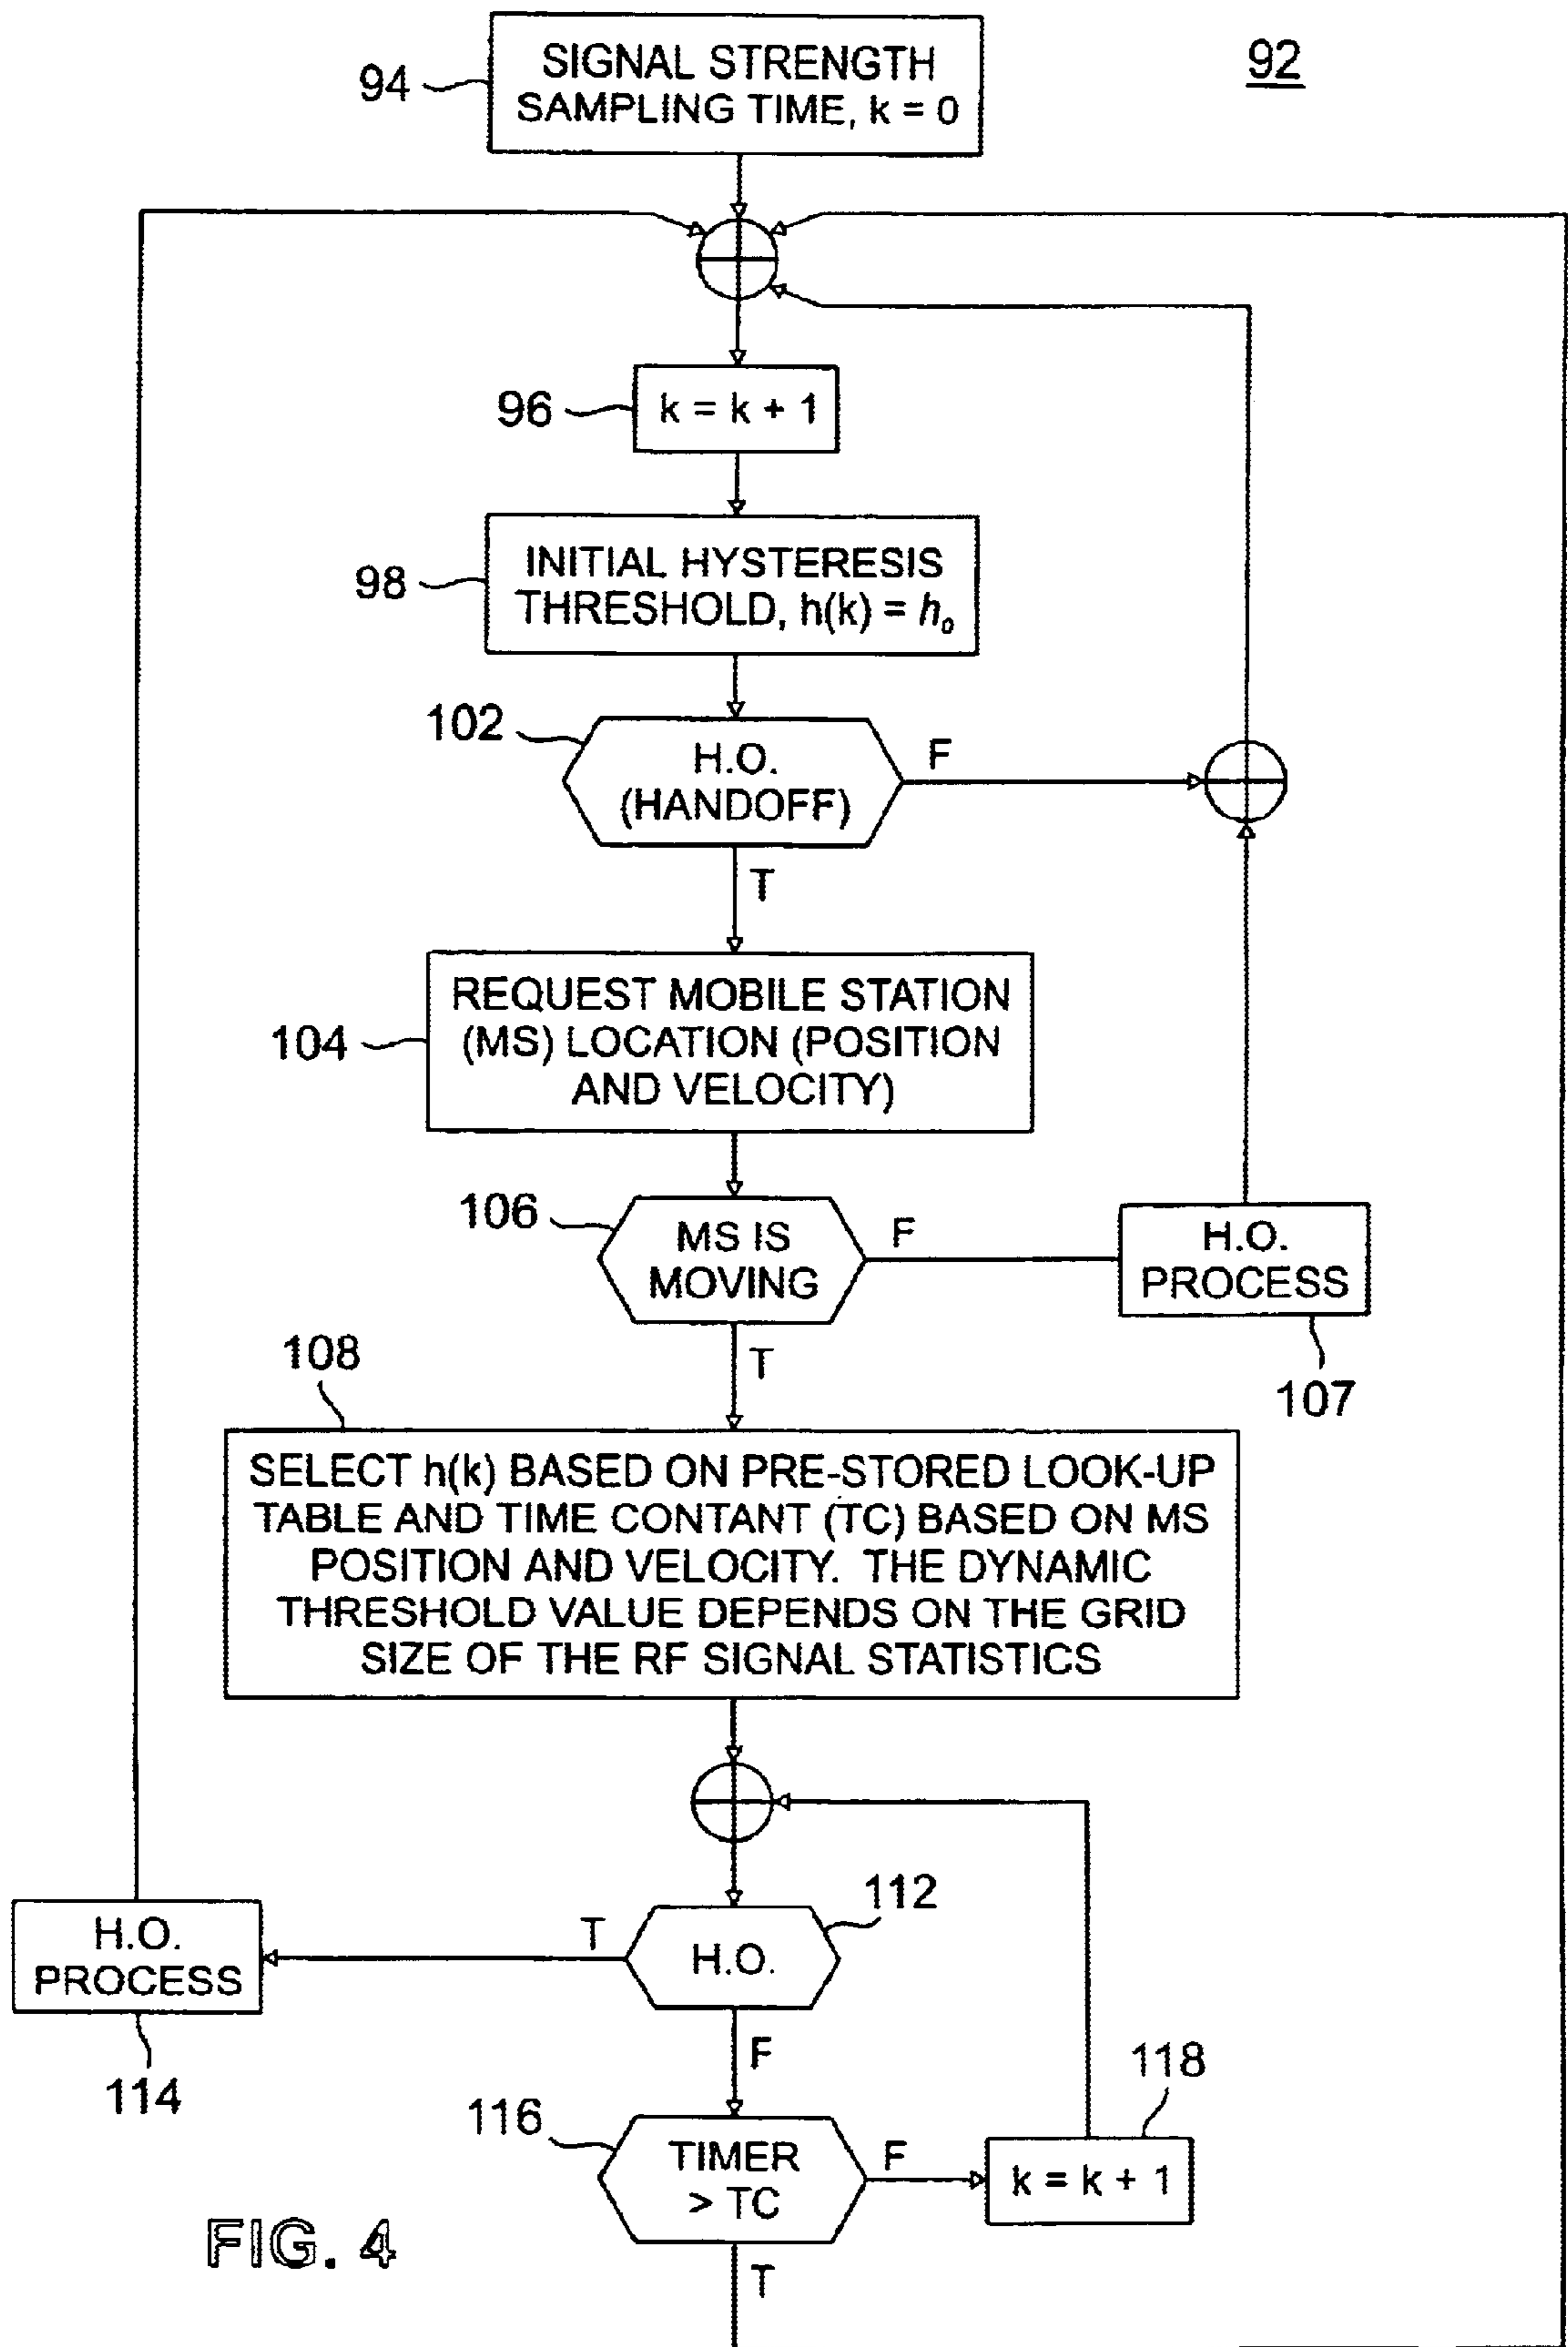 92
94
SIGNAL STRENGTH
SAMPLING TIME, k = 0
96
k = k + 1
98
INITIAL HYSTERESIS
THRESHOLD, h(k) = hₒ
102
H.O.
(HANDOFF)
F
T
104
REQUEST MOBILE STATION
(MS) LOCATION (POSITION
AND VELOCITY)
106
MS IS
MOVING
F
H.O.
PROCESS
107
T
108
SELECT h(k) BASED ON PRE-STORED LOOK-UP
TABLE AND TIME CONTANT (TC) BASED ON MS
POSITION AND VELOCITY. THE DYNAMIC
THRESHOLD VALUE DEPENDS ON THE GRID
SIZE OF THE RF SIGNAL STATISTICS
112
H.O.
T
H.O.
PROCESS
114
F
116
TIMER
> TC
F
118
k = k + 1
T
FIG. 4